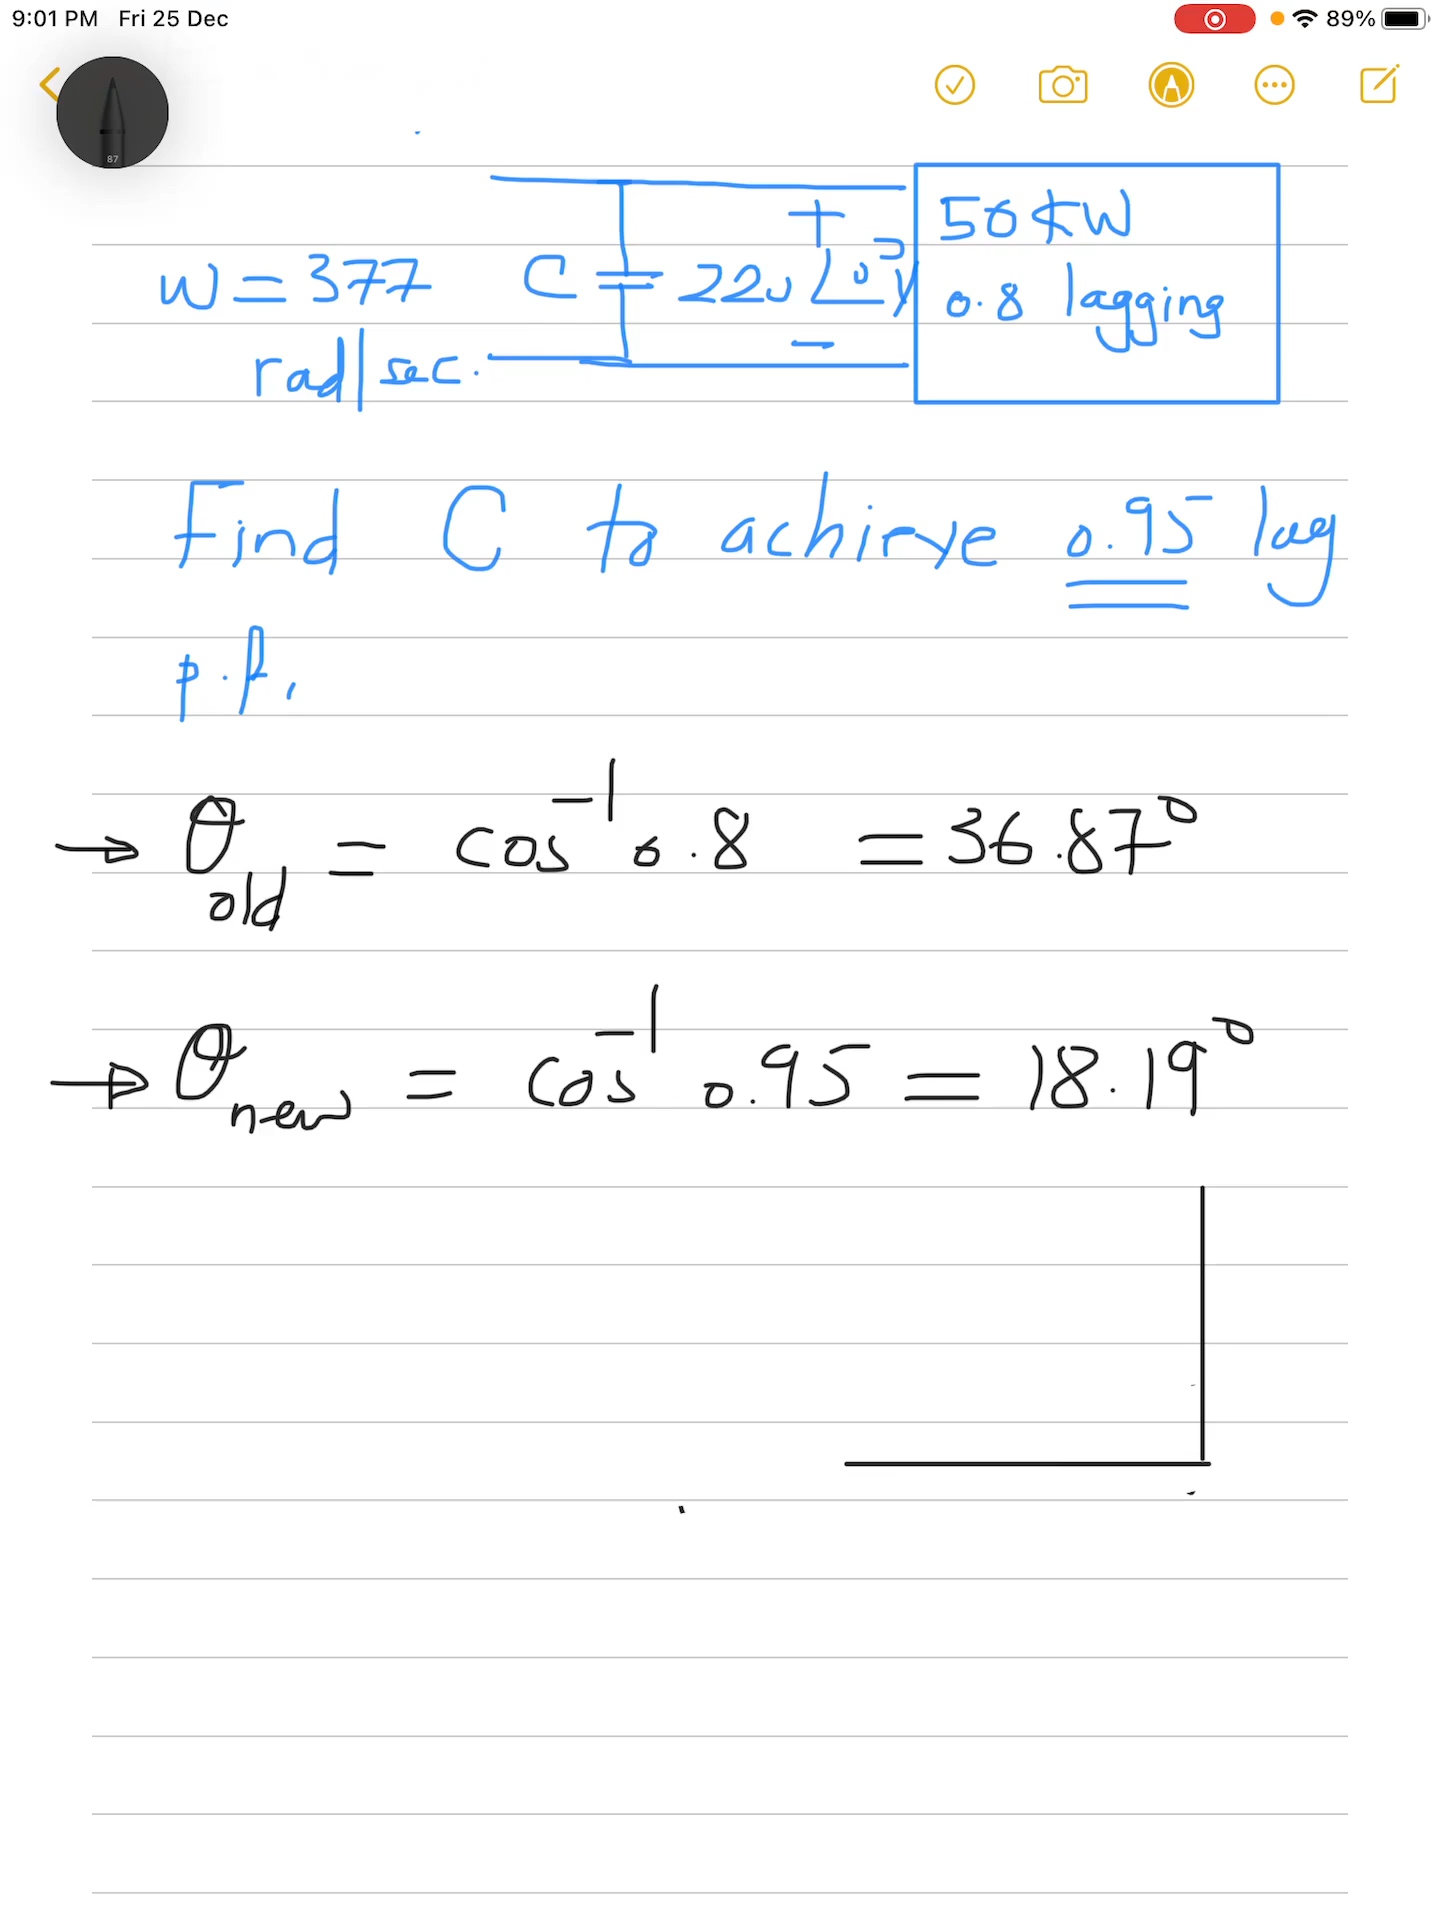 9:01 PM Fri 25 Dec
89%
87
50 KW
w = 377 C 220 ∠0° V
0.8 lagging
+
−
rad/sec.
Find C to achieve 0.95 lag
p.f.
→ θold = cos⁻¹ 0.8 = 36.87°
→ θnew = cos⁻¹ 0.95 = 18.19°